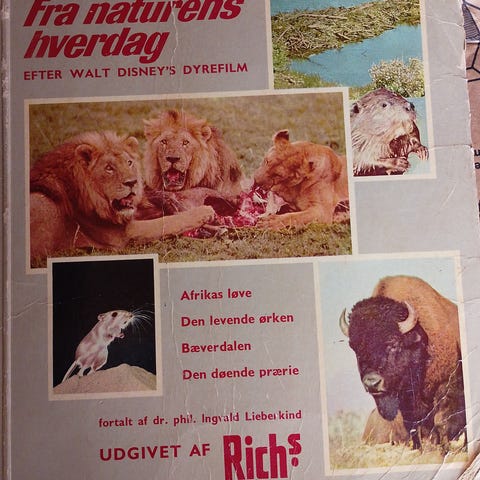 Fra naturens
hverdag
EFTER WALT DISNEY'S DYREFILM
Afrikas løve
Den levende ørken
Bæverdalen
Den døende prærie
fortalt af dr. phil. Ingvald Lieberkind
UDGIVET AF Rich's